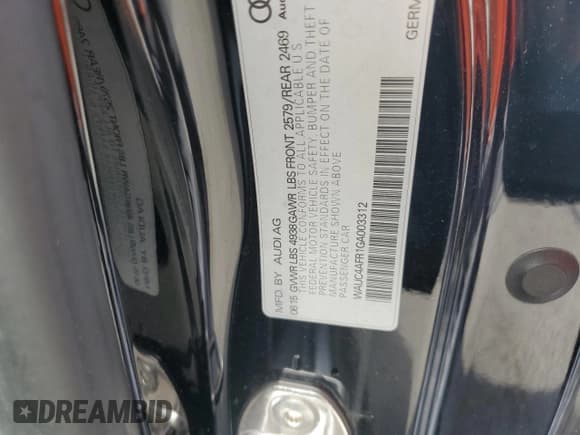 Aud
GERM
MFD. BY AUDI AG
0615 GVWR LBS 4938 GAWR LBS FRONT 2579/REAR 2469
THIS VEHICLE CONFORMS TO ALL APPLICABLE U S
FEDERAL MOTOR VEHICLE SAFETY, BUMPER AND THEFT
PREVENTION STANDARDS IN EFFECT ON THE DATE OF
MANUFACTURE SHOWN ABOVE
PASSENGER CAR
WAUC4AFR1GA003312
DREAMBID